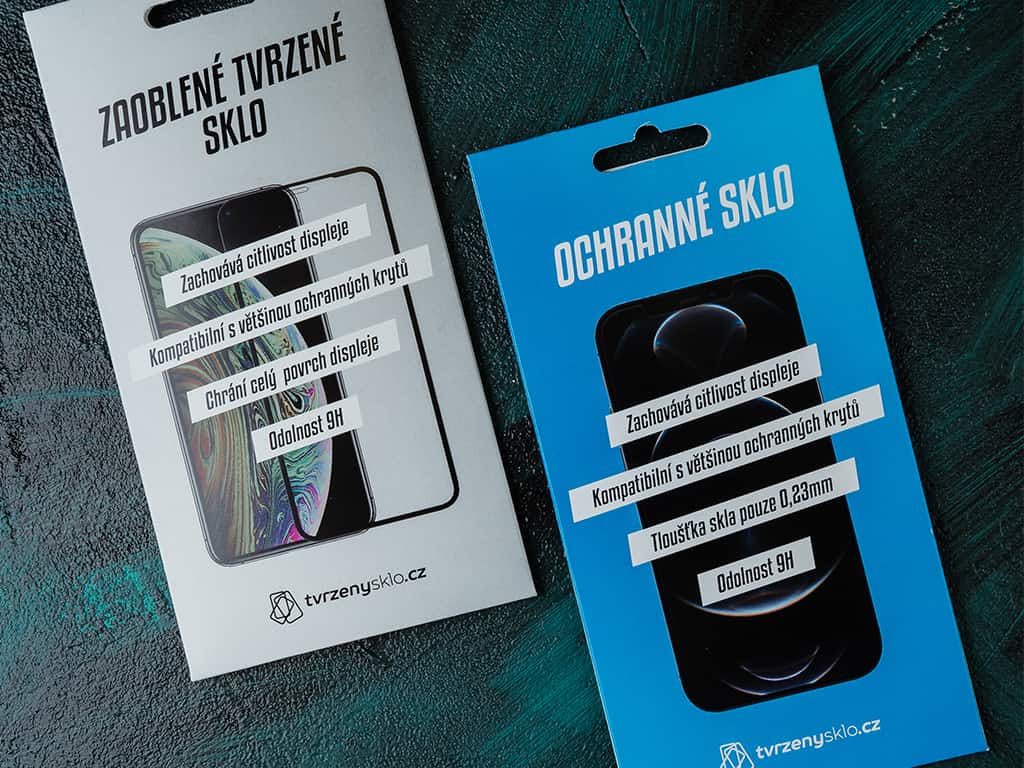 ZAOBLENÉ TVRZENÉ
SKLO
Zachovává citlivost displeje
Kompatibilní s většinou ochranných krytů
Chrání celý povrch displeje
Odolnost 9H
tvrzenysklo.cz
OCHRANNÉ SKLO
Zachovává citlivost displeje
Kompatibilní s většinou ochranných krytů
Tloušťka skla pouze 0,23mm
Odolnost 9H
tvrzenysklo.cz